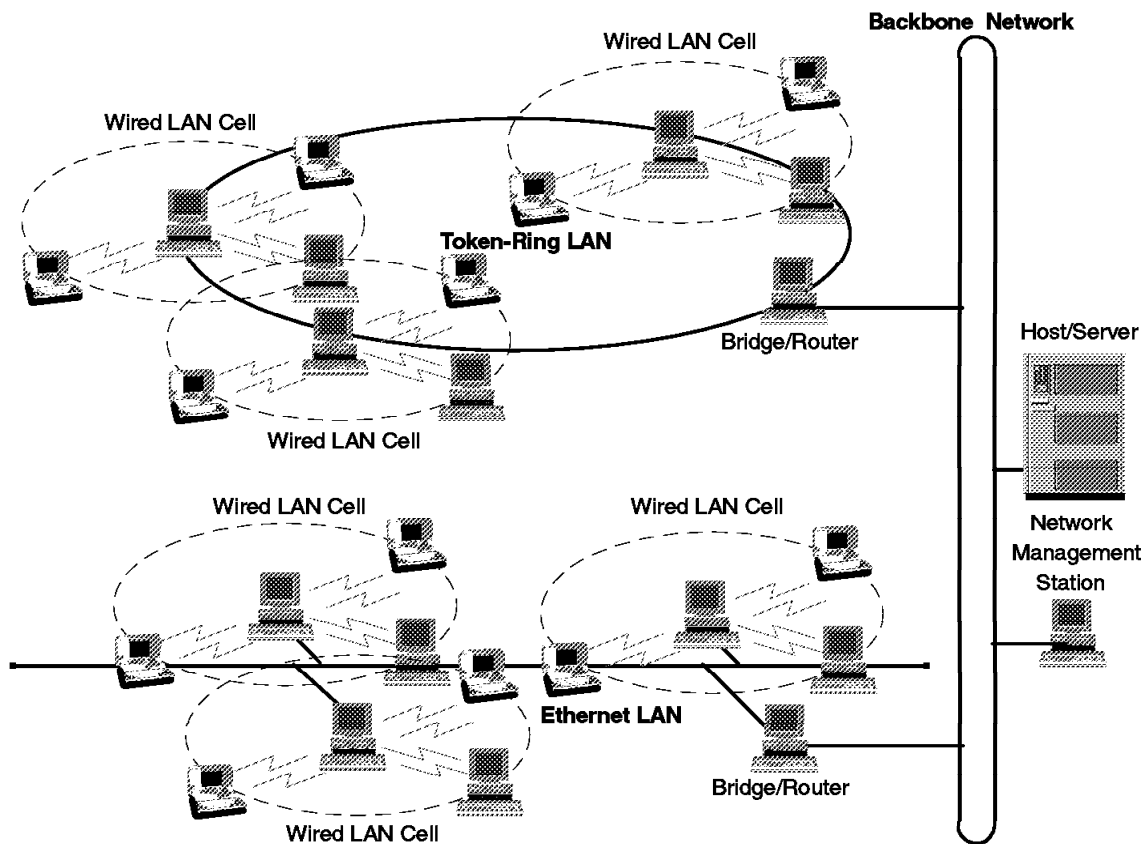 Backbone Network
Wired LAN Cell
Wired LAN Cell
Token-Ring LAN
Bridge/Router
Host/Server
Wired LAN Cell
Wired LAN Cell
Wired LAN Cell
Network
Management
Station
Ethernet LAN
Bridge/Router
Wired LAN Cell